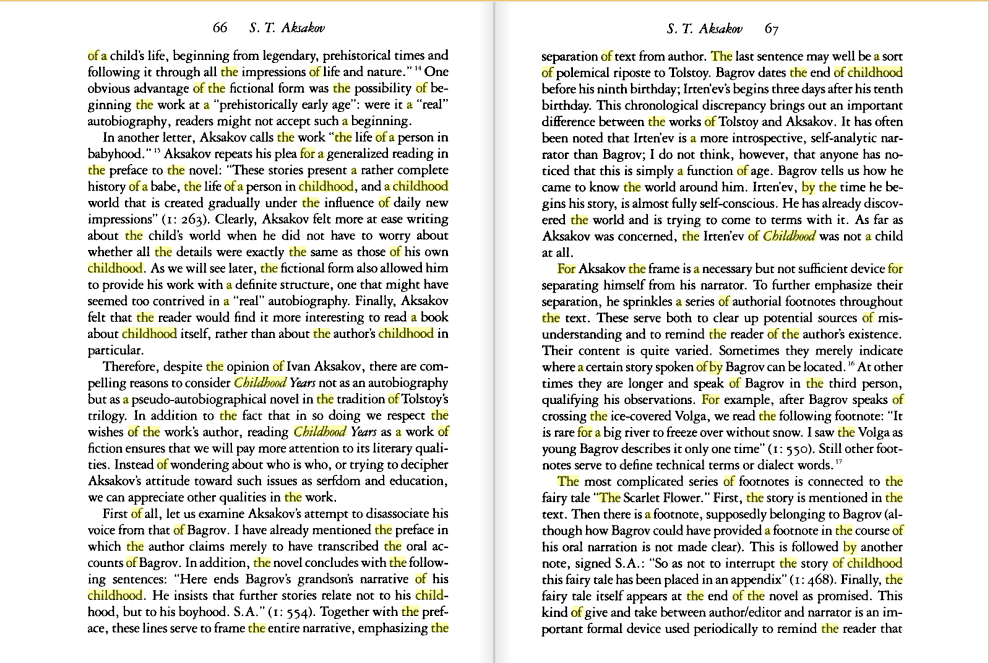 66 S. T. Aksakov
of a child's life, beginning from legendary, prehistorical times and
following it through all the impressions of life and nature." 14 One
obvious advantage of the fictional form was the possibility of be-
ginning the work at a "prehistorically early age": were it a "real"
autobiography, readers might not accept such a beginning.
In another letter, Aksakov calls the work "the life of a person in
babyhood." 15 Aksakov repeats his plea for a generalized reading in
the preface to the novel: "These stories present a rather complete
history of a babe, the life of a person in childhood, and a childhood
world that is created gradually under the influence of daily new
impressions" (1: 263). Clearly, Aksakov felt more at ease writing
about the child's world when he did not have to worry about
whether all the details were exactly the same as those of his own
childhood. As we will see later, the fictional form also allowed him
to provide his work with a definite structure, one that might have
seemed too contrived in a "real" autobiography. Finally, Aksakov
felt that the reader would find it more interesting to read a book
about childhood itself, rather than about the author's childhood in
particular.
Therefore, despite the opinion of Ivan Aksakov, there are com-
pelling reasons to consider Childhood Years not as an autobiography
but as a pseudo-autobiographical novel in the tradition of Tolstoy's
trilogy. In addition to the fact that in so doing we respect the
wishes of the work's author, reading Childhood Years as a work of
fiction ensures that we will pay more attention to its literary quali-
ties. Instead of wondering about who is who, or trying to decipher
Aksakov's attitude toward such issues as serfdom and education,
we can appreciate other qualities in the work.
First of all, let us examine Aksakov's attempt to disassociate his
voice from that of Bagrov. I have already mentioned the preface in
which the author claims merely to have transcribed the oral ac-
counts of Bagrov. In addition, the novel concludes with the follow-
ing sentences: "Here ends Bagrov's grandson's narrative of his
childhood. He insists that further stories relate not to his child-
hood, but to his boyhood. S.A." (1: 554). Together with the pref-
ace, these lines serve to frame the entire narrative, emphasizing the
S. T. Aksakov 67
separation of text from author. The last sentence may well be a sort
of polemical riposte to Tolstoy. Bagrov dates the end of childhood
before his ninth birthday; Irten'ev's begins three days after his tenth
birthday. This chronological discrepancy brings out an important
difference between the works of Tolstoy and Aksakov. It has often
been noted that Irten'ev is a more introspective, self-analytic nar-
rator than Bagrov; I do not think, however, that anyone has no-
ticed that this is simply a function of age. Bagrov tells us how he
came to know the world around him. Irten'ev, by the time he be-
gins his story, is almost fully self-conscious. He has already discov-
ered the world and is trying to come to terms with it. As far as
Aksakov was concerned, the Irten'ev of Childhood was not a child
at all.
For Aksakov the frame is a necessary but not sufficient device for
separating himself from his narrator. To further emphasize their
separation, he sprinkles a series of authorial footnotes throughout
the text. These serve both to clear up potential sources of mis-
understanding and to remind the reader of the author's existence.
Their content is quite varied. Sometimes they merely indicate
where a certain story spoken of by Bagrov can be located. 16 At other
times they are longer and speak of Bagrov in the third person,
qualifying his observations. For example, after Bagrov speaks of
crossing the ice-covered Volga, we read the following footnote: "It
is rare for a big river to freeze over without snow. I saw the Volga as
young Bagrov describes it only one time" (1: 550). Still other foot-
notes serve to define technical terms or dialect words. 17
The most complicated series of footnotes is connected to the
fairy tale "The Scarlet Flower." First, the story is mentioned in the
text. Then there is a footnote, supposedly belonging to Bagrov (al-
though how Bagrov could have provided a footnote in the course of
his oral narration is not made clear). This is followed by another
note, signed S.A.: "So as not to interrupt the story of childhood
this fairy tale has been placed in an appendix" (1: 468). Finally, the
fairy tale itself appears at the end of the novel as promised. This
kind of give and take between author/editor and narrator is an im-
portant formal device used periodically to remind the reader that